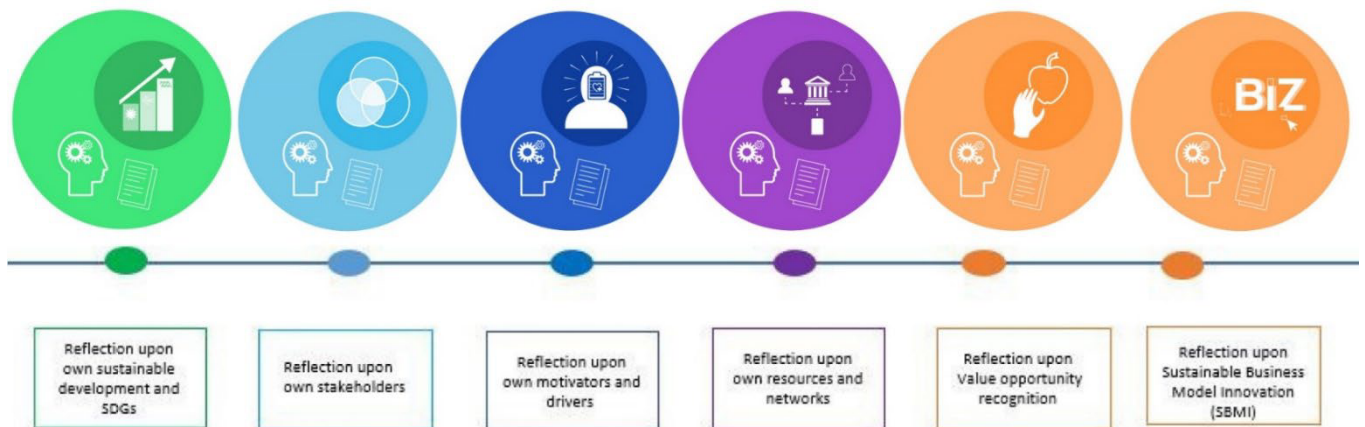 BiZ
Reflection upon
own sustainable
development and
SDGs
Reflection upon
own stakeholders
Reflection upon
own motivators and
drivers
Reflection upon
own resources and
networks
Reflection upon
Value opportunity
recognition
Reflection upon
Sustainable Business
Model Innovation
(SBMI)